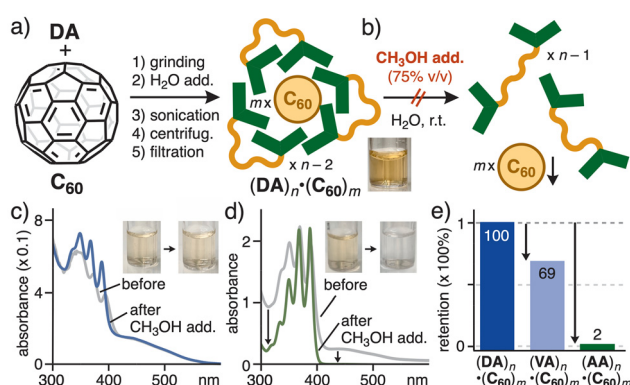 a)
DA
+
C60
1) grinding
2) H2O add.
3) sonication
4) centrifug.
5) filtration
m x
C60
x n – 2
(DA)n•(C60)m
b)
CH3OH add.
(75% v/v)
H2O, r.t.
x n – 1
m x
C60
c)
absorbance (x 0,1)
8
4
0
before
after
CH3OH add.
300 400 500 nm
d)
absorbance
2
1
0
before
after
CH3OH add.
300 400 500 nm
e)
retention (x 100%)
1
0
100
69
2
(DA)n (VA)n (AA)n
•(C60)m •(C60)m •(C60)m